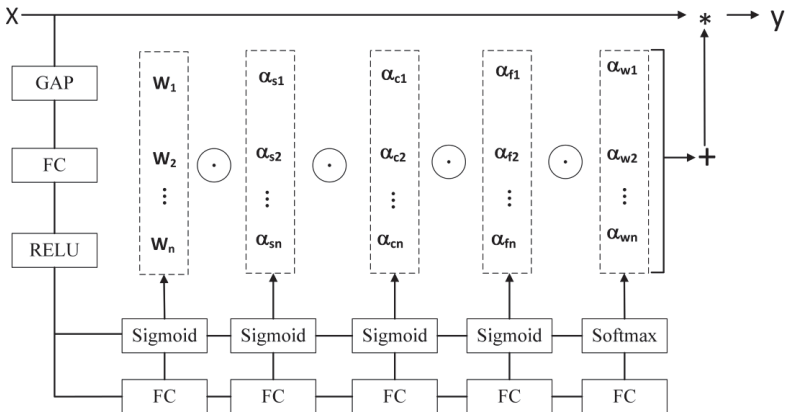 X * y
GAP
FC
RELU
W1 αs1 αc1 αf1 αw1
W2 αs2 αc2 αf2 αw2 +
⋮ ⋮ ⋮ ⋮ ⋮
Wn αsn αcn αfn αwn
Sigmoid Sigmoid Sigmoid Sigmoid Softmax
FC FC FC FC FC